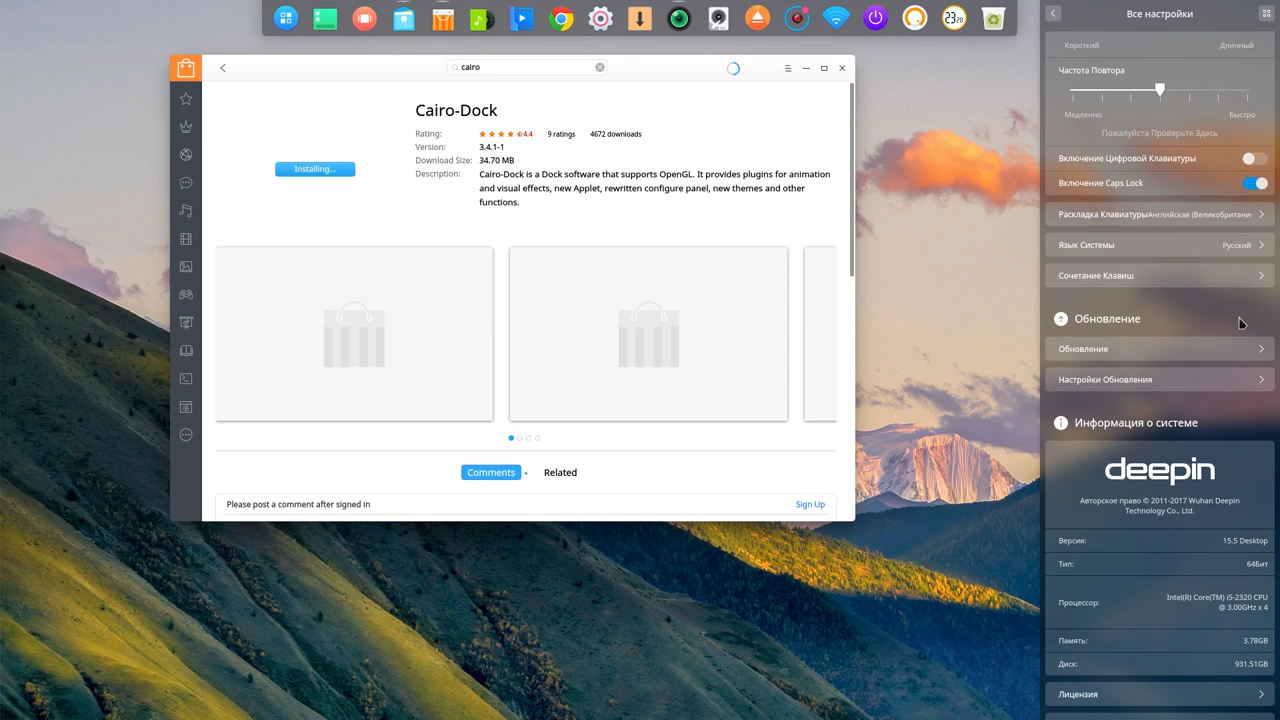 23 28
cairo
Cairo-Dock
Rating: 4.4 9 ratings 4672 downloads
Version: 3.4.1-1
Download Size: 34.70 MB
Description: Cairo-Dock is a Dock software that supports OpenGL. It provides plugins for animation
and visual effects, new Applet, rewritten configure panel, new themes and other
functions.
Installing...
Comments
Related
Please post a comment after signed in
Sign Up
Все настройки
Короткий Длинный
Частота Повтора
Медленно Быстро
Пожалуйста Проверьте Здесь
Включение Цифровой Клавиатуры
Включение Caps Lock
Раскладка Клавиатуры Английская (Великобритани
Язык Системы Русский
Сочетание Клавиш
Обновление
Обновление
Настройки Обновления
Информация о системе
deepin
Авторское право © 2011-2017 Wuhan Deepin
Technology Co., Ltd.
Версия: 15.5 Desktop
Тип: 64Бит
Процессор: Intel(R) Core(TM) i5-2320 CPU
@ 3.00GHz x 4
Память: 3.78GB
Диск: 931.51GB
Лицензия